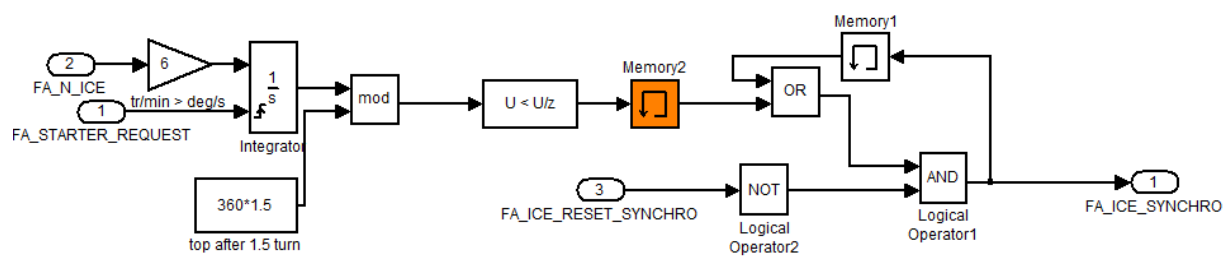 Memory1
2
6
FA_N_ICE
1
s
mod
U < U/z
Memory2
OR
tr/min > deg/s
1
FA_STARTER_REQUEST
Integrator
360*1.5
top after 1.5 turn
3
FA_ICE_RESET_SYNCHRO
NOT
Logical
Operator2
AND
Logical
Operator1
1
FA_ICE_SYNCHRO